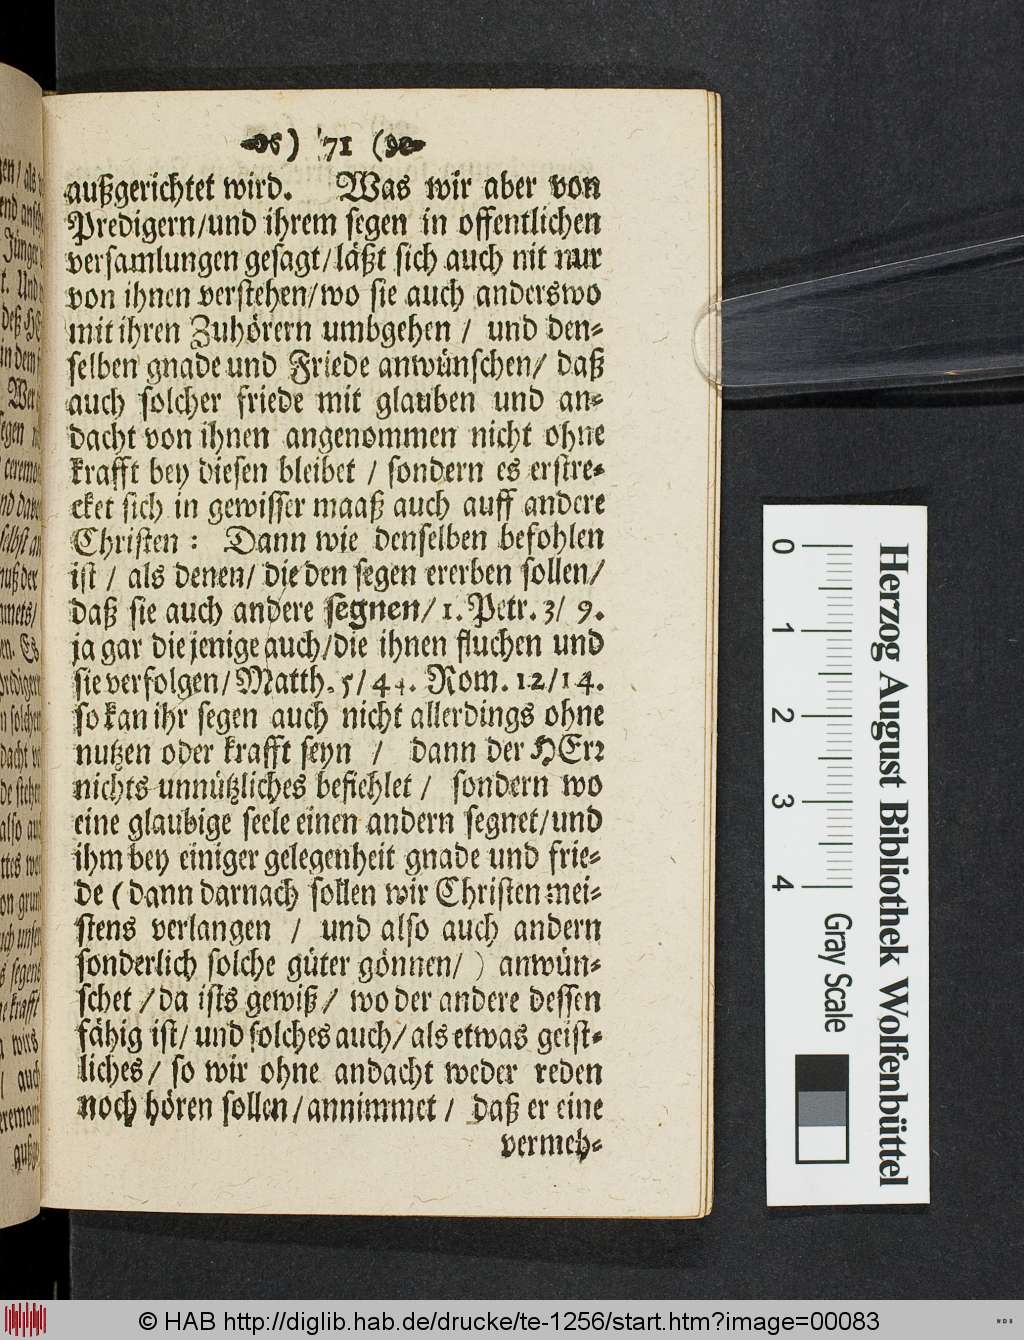 ) 71 (
außgerichtet wird. Was wir aber von
Predigern/und ihrem segen in offentlichen
versamlungen gesagt/läßt sich auch nit nur
von ihnen verstehen/wo sie auch anderswo
mit ihren Zuhörern umbgehen / und den-
selben gnade und Friede anwünschen/ daß
auch solcher friede mit glauben und an-
dacht von ihnen angenommen nicht ohne
krafft bey diesen bleibet / sondern es erstre-
cket sich in gewisser maaß auch auff andere
Christen : Dann wie denselben befohlen
ist / als denen/ die den segen ererben sollen/
daß sie auch andere segnen/ 1. Petr. 3/ 9.
ja gar die jenige auch/die ihnen fluchen und
sie verfolgen/ Matth. 5/ 44. Rom. 12/14.
so kan ihr segen auch nicht allerdings ohne
nutzen oder krafft seyn / dann der HErr
nichts unnützliches befiehlet / sondern wo
eine glaubige seele einen andern segnet/und
ihm bey einiger gelegenheit gnade und frie-
de ( dann darnach sollen wir Christen mei-
stens verlangen / und also auch andern
sonderlich solche güter gönnen/ ) anwün-
schet / da ists gewiß / wo der andere dessen
fähig ist/ und solches auch/ als etwas geist-
liches / so wir ohne andacht weder reden
noch hören sollen / annimmet / daß er eine
vermeh-
Herzog August Bibliothek Wolfenbüttel
0 1 2 3 4 Gray Scale
© HAB http://diglib.hab.de/drucke/te-1256/start.htm?image=00083